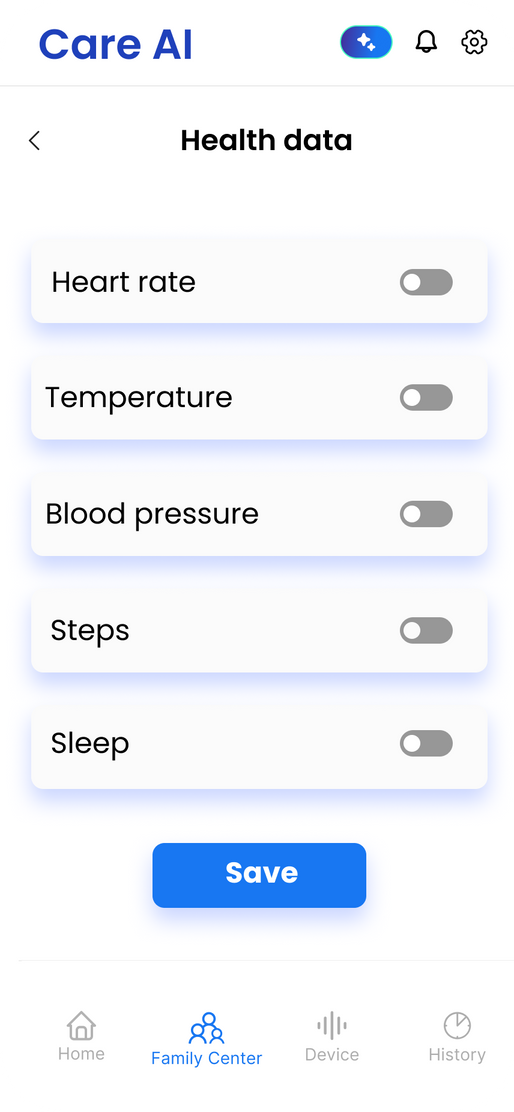 Care AI
Health data
Heart rate
Temperature
Blood pressure
Steps
Sleep
Save
Home
Family Center
Device
History